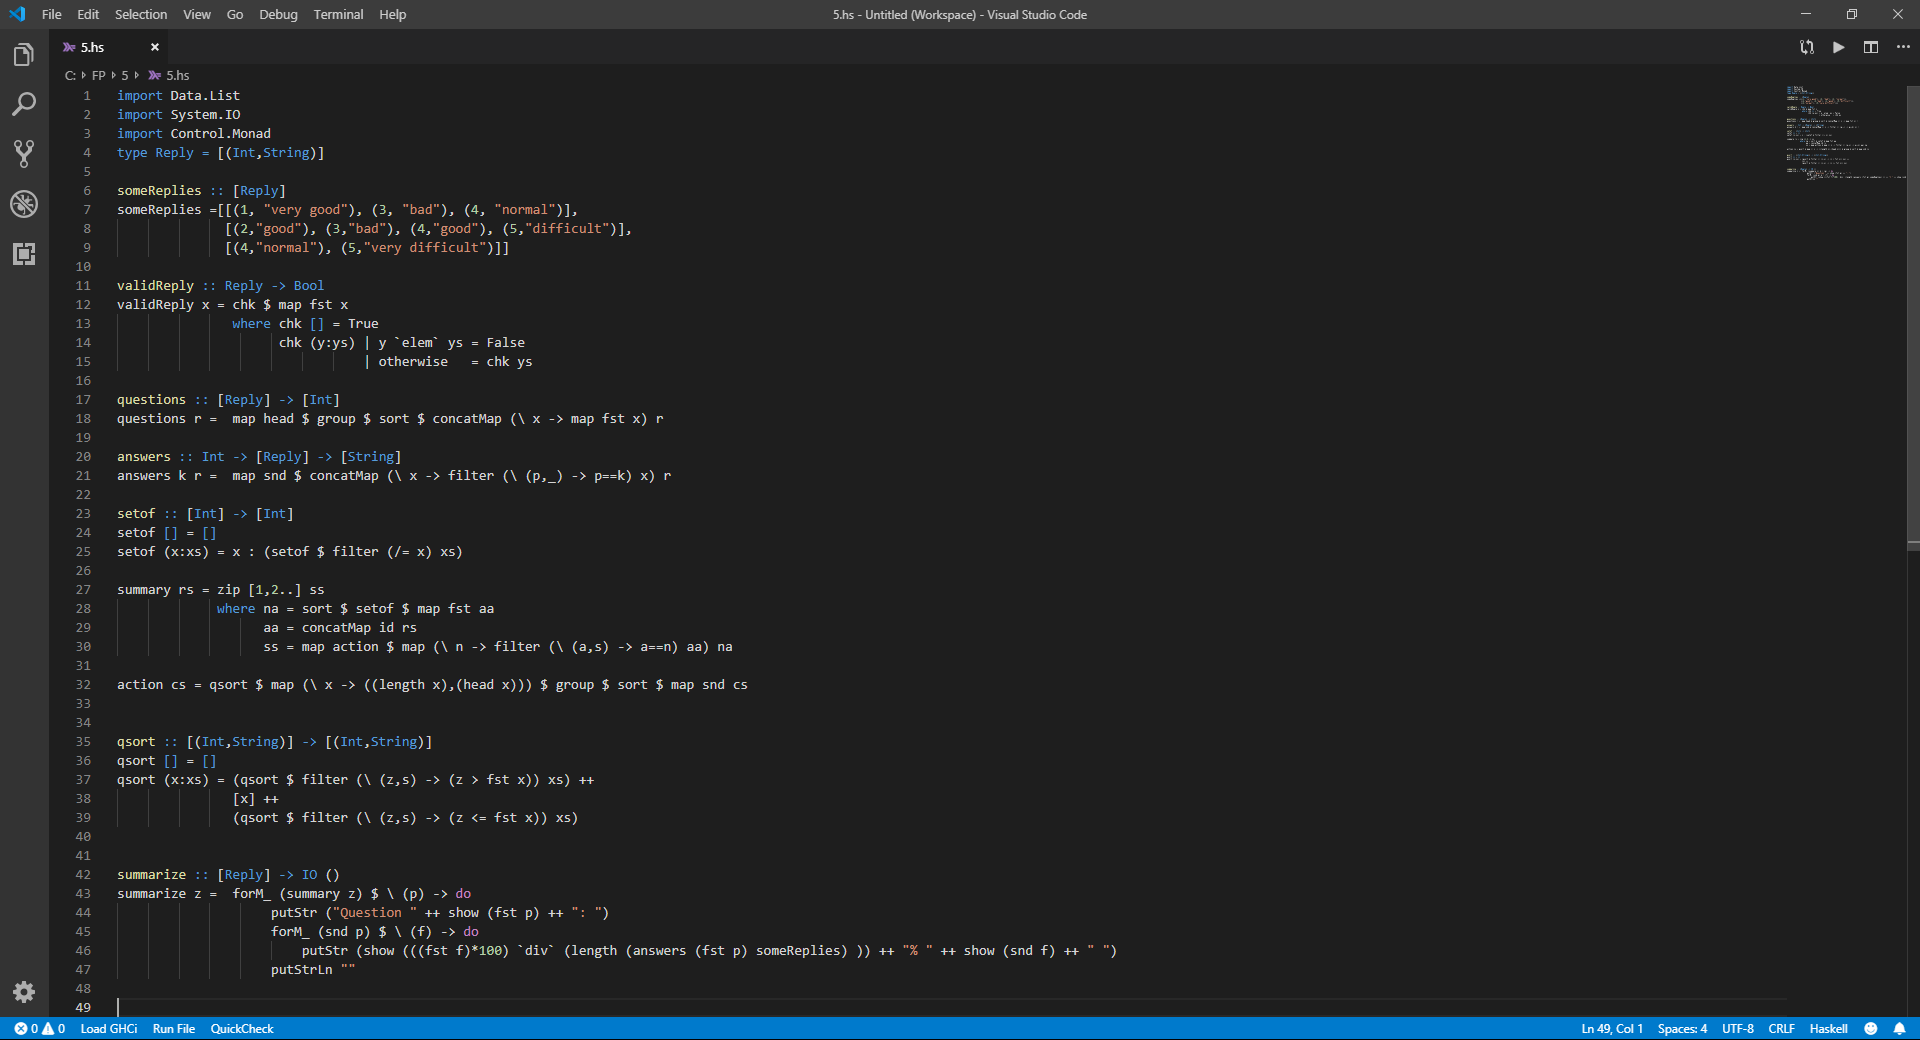 File Edit Selection View Go Debug Terminal Help 5.hs - Untitled (Workspace) - Visual Studio Code
5.hs
C: FP 5 5.hs
1 import Data.List
2 import System.IO
3 import Control.Monad
4 type Reply = [(Int,String)]
5
6 someReplies :: [Reply]
7 someReplies =[[(1, "very good"), (3, "bad"), (4, "normal")],
8 [(2,"good"), (3,"bad"), (4,"good"), (5,"difficult")],
9 [(4,"normal"), (5,"very difficult")]]
10
11 validReply :: Reply -> Bool
12 validReply x = chk $ map fst x
13 where chk [] = True
14 chk (y:ys) | y `elem` ys = False
15 | otherwise = chk ys
16
17 questions :: [Reply] -> [Int]
18 questions r = map head $ group $ sort $ concatMap (\ x -> map fst x) r
19
20 answers :: Int -> [Reply] -> [String]
21 answers k r = map snd $ concatMap (\ x -> filter (\ (p,_) -> p==k) x) r
22
23 setof :: [Int] -> [Int]
24 setof [] = []
25 setof (x:xs) = x : (setof $ filter (/= x) xs)
26
27 summary rs = zip [1,2..] ss
28 where na = sort $ setof $ map fst aa
29 aa = concatMap id rs
30 ss = map action $ map (\ n -> filter (\ (a,s) -> a==n) aa) na
31
32 action cs = qsort $ map (\ x -> ((length x),(head x))) $ group $ sort $ map snd cs
33
34
35 qsort :: [(Int,String)] -> [(Int,String)]
36 qsort [] = []
37 qsort (x:xs) = (qsort $ filter (\ (z,s) -> (z > fst x)) xs) ++
38 [x] ++
39 (qsort $ filter (\ (z,s) -> (z <= fst x)) xs)
40
41
42 summarize :: [Reply] -> IO ()
43 summarize z = forM_ (summary z) $ \ (p) -> do
44 putStr ("Question " ++ show (fst p) ++ ": ")
45 forM_ (snd p) $ \ (f) -> do
46 putStr (show (((fst f)*100) `div` (length (answers (fst p) someReplies) )) ++ "% " ++ show (snd f) ++ " ")
47 putStrLn ""
48
49
0 0 Load GHCi Run File QuickCheck Ln 49, Col 1 Spaces: 4 UTF-8 CRLF Haskell